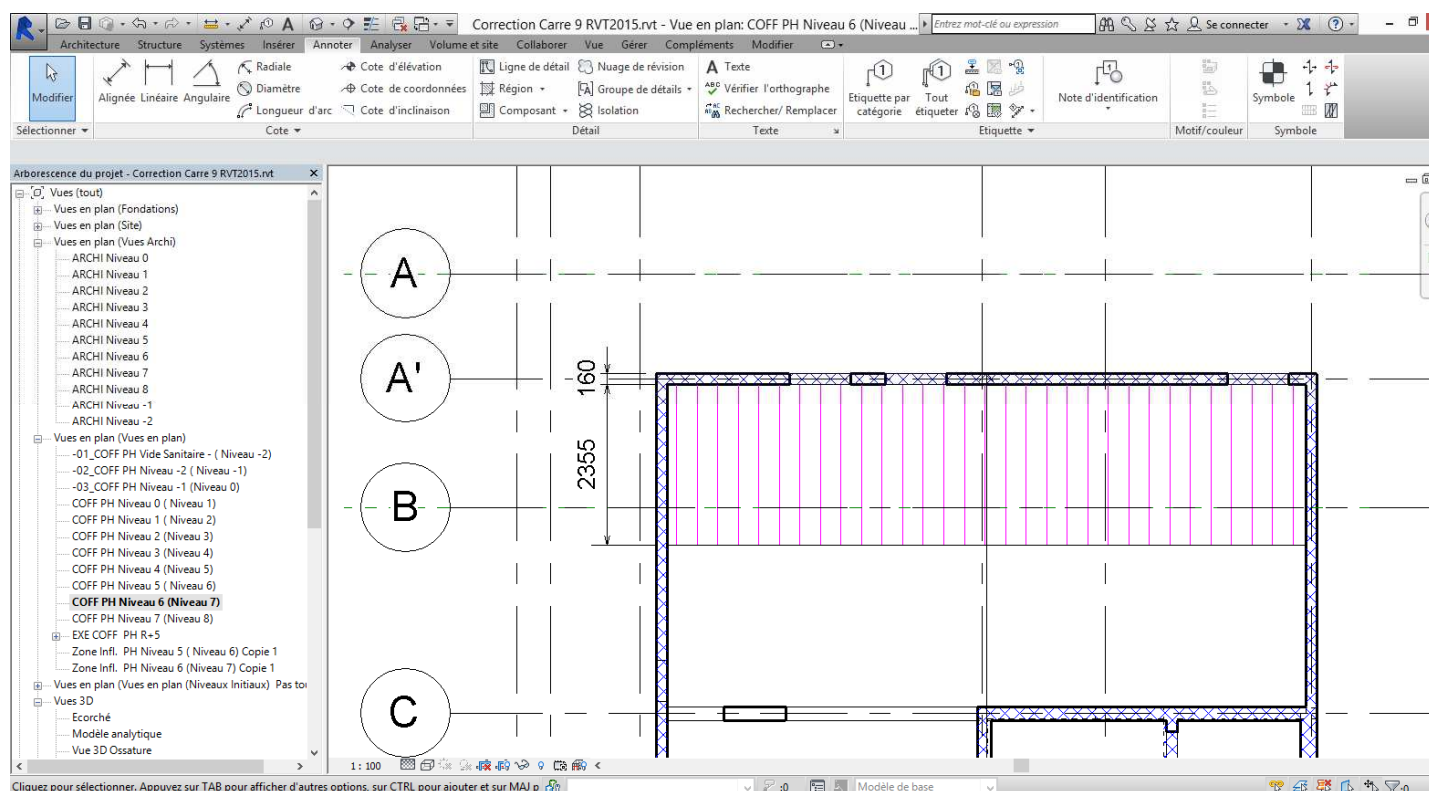 Correction Carre 9 RVT2015.rvt - Vue en plan: COFF PH Niveau 6 (Niveau ...
Entrez mot-clé ou expression
Se connecter
Architecture Structure Systèmes Insérer Annoter Analyser Volume et site Collaborer Vue Gérer Compléments Modifier
Modifier
Alignée Linéaire Angulaire
Radiale
Diamètre
Longueur d'arc
Cote d'élévation
Cote de coordonnées
Cote d'inclinaison
Ligne de détail
Région
Composant
Nuage de révision
Groupe de détails
Isolation
Texte
Vérifier l'orthographe
Rechercher/ Remplacer
Etiquette par catégorie
Tout étiqueter
Note d'identification
Symbole
Sélectionner
Cote
Détail
Texte
Etiquette
Motif/couleur
Symbole
Arborescence du projet - Correction Carre 9 RVT2015.rvt
Vues (tout)
Vues en plan (Fondations)
Vues en plan (Site)
Vues en plan (Vues Archi)
ARCHI Niveau 0
ARCHI Niveau 1
ARCHI Niveau 2
ARCHI Niveau 3
ARCHI Niveau 4
ARCHI Niveau 5
ARCHI Niveau 6
ARCHI Niveau 7
ARCHI Niveau 8
ARCHI Niveau -1
ARCHI Niveau -2
Vues en plan (Vues en plan)
-01_COFF PH Vide Sanitaire - ( Niveau -2)
-02_COFF PH Niveau -2 ( Niveau -1)
-03_COFF PH Niveau -1 (Niveau 0)
COFF PH Niveau 0 ( Niveau 1)
COFF PH Niveau 1 ( Niveau 2)
COFF PH Niveau 2 (Niveau 3)
COFF PH Niveau 3 (Niveau 4)
COFF PH Niveau 4 (Niveau 5)
COFF PH Niveau 5 ( Niveau 6)
COFF PH Niveau 6 (Niveau 7)
COFF PH Niveau 7 (Niveau 8)
EXE COFF PH R+5
Zone Infl. PH Niveau 5 ( Niveau 6) Copie 1
Zone Infl. PH Niveau 6 (Niveau 7) Copie 1
Vues en plan (Vues en plan (Niveaux Initiaux) Pas tou
Vues 3D
Ecorché
Modèle analytique
Vue 3D Ossature
A
A'
B
C
160
2355
1 : 100
Cliquez pour sélectionner. Appuyez sur TAB pour afficher d'autres options, sur CTRL pour ajouter et sur MAJ p
:0
Modèle de base
:0